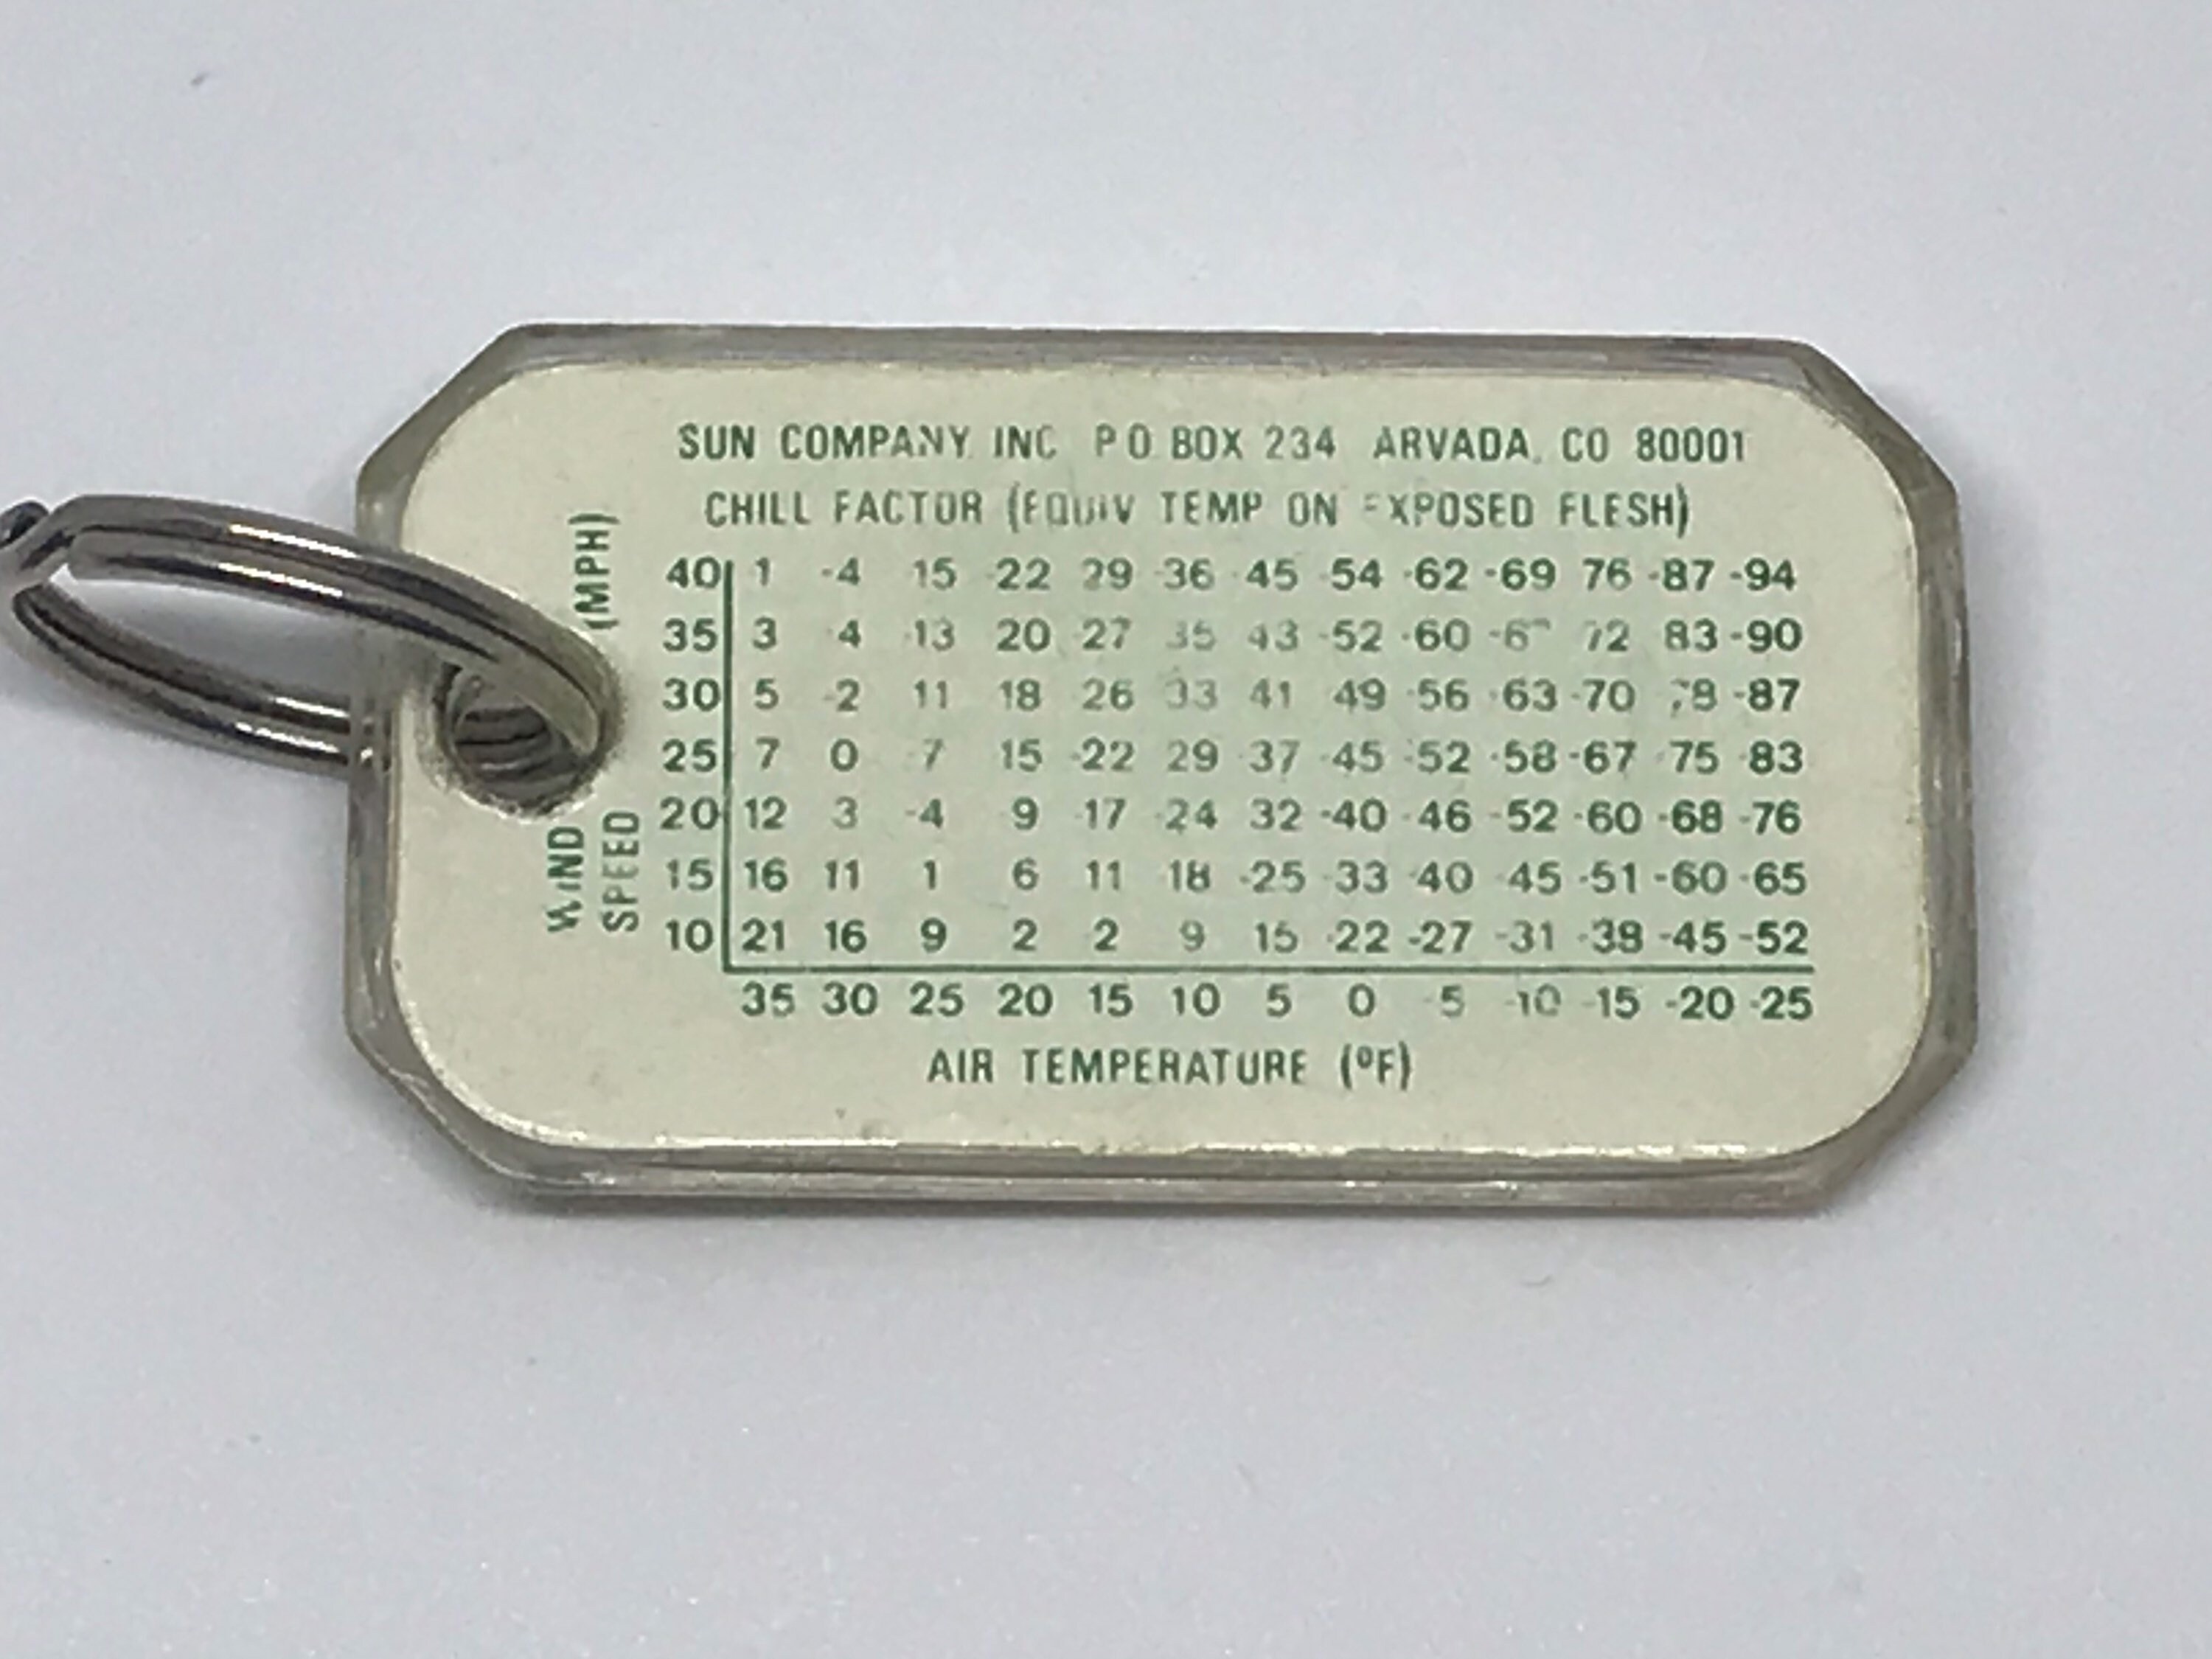 SUN COMPANY INC P O BOX 234 ARVADA, CO 80001
CHILL FACTOR (EQUIV TEMP ON EXPOSED FLESH)
WIND SPEED (MPH)
40 1 -4 15 -22 29 -36 -45 -54 -62 -69 76 -87 -94
35 3 -4 -13 20 -27 35 43 -52 -60 72 83 -90
30 5 -2 11 18 26 33 41 49 -56 -63 -70 -87
25 7 0 7 15 -22 29 -37 -45 -52 -58 -67 75 -83
20 12 3 -4 9 -17 -24 32 -40 -46 -52 -60 -68 -76
15 16 11 1 6 11 -18 -25 -33 -40 45 -51 -60 -65
10 21 16 9 2 2 9 15 -22 -27 -31 -38 -45 -52
35 30 25 20 15 10 5 0 -5 -10 -15 -20 -25
AIR TEMPERATURE (ºF)